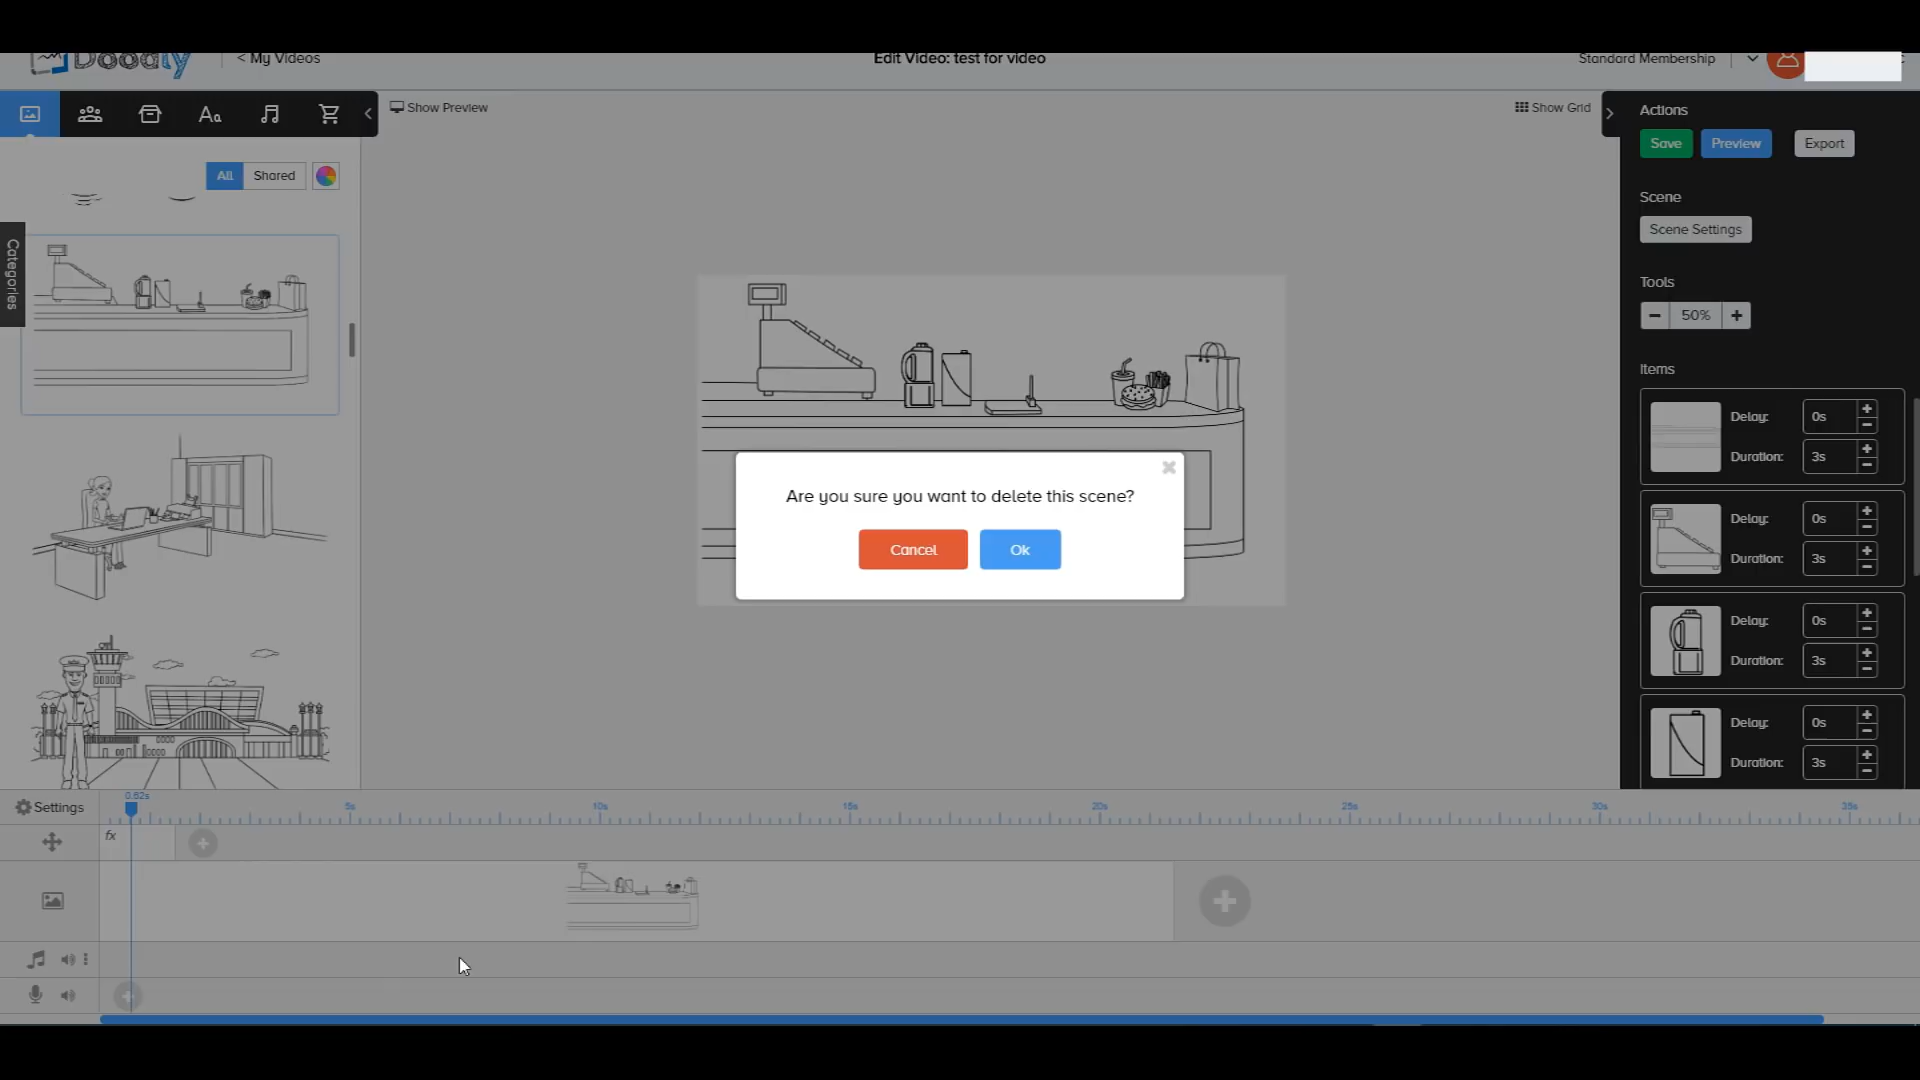 Doodly
< My Videos
Edit Video: test for video
Standard Membership
Show Preview
Show Grid
Actions
Save
Preview
Export
Aa
All
Shared
Categories
Scene
Scene Settings
Tools
50%
Items
Delay:
0s
Duration:
3s
Delay:
0s
Duration:
3s
Delay:
0s
Duration:
3s
Delay:
0s
Duration:
3s
Are you sure you want to delete this scene?
Cancel
Ok
Settings
0.62s
5s
10s
15s
20s
25s
30s
35s
fx